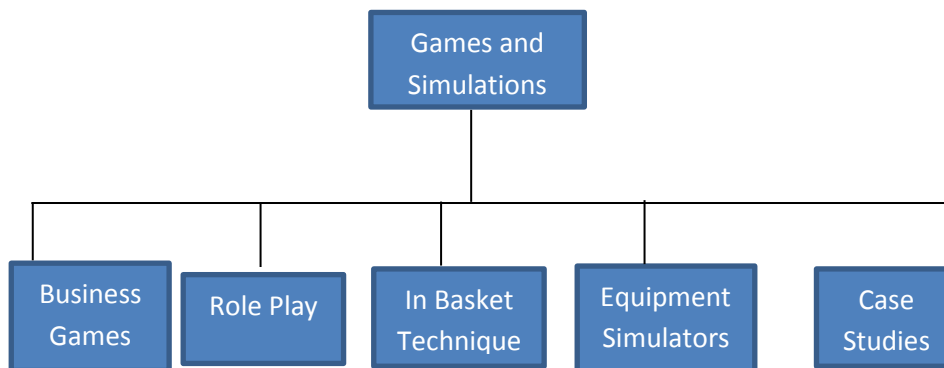 Games and
Simulations
Business
Games
Role Play
In Basket
Technique
Equipment
Simulators
Case
Studies